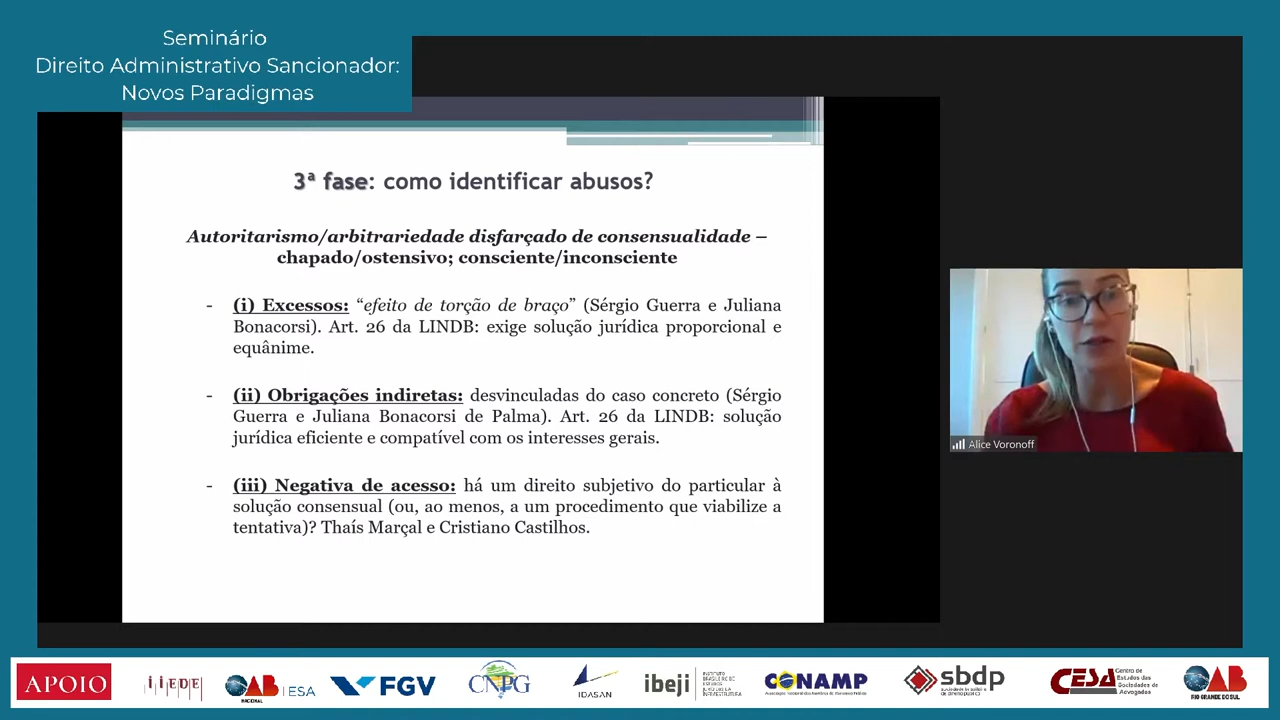 Seminário
Direito Administrativo Sancionador:
Novos Paradigmas
3ª fase: como identificar abusos?
Autoritarismo/arbitrariedade disfarçado de consensualidade –
chapado/ostensivo; consciente/inconsciente
- (i) Excessos: “efeito de torção de braço” (Sérgio Guerra e Juliana
Bonacorsi). Art. 26 da LINDB: exige solução jurídica proporcional e
equânime.
- (ii) Obrigações indiretas: desvinculadas do caso concreto (Sérgio
Guerra e Juliana Bonacorsi de Palma). Art. 26 da LINDB: solução
jurídica eficiente e compatível com os interesses gerais.
- (iii) Negativa de acesso: há um direito subjetivo do particular à
solução consensual (ou, ao menos, a um procedimento que viabilize a
tentativa)? Thaís Marçal e Cristiano Castilhos.
Alice Voronoff
APOIO
iiEDE
OAB ESA
NACIONAL
FGV
CNPG
IDASAN
ibeji
INSTITUTO
BRASILEIRO DE
ESTUDOS
JURÍDICOS DA
INFRAESTRUTURA
CONAMP
sbdp
sociedade brasileira
de direito público
CESA
Centro de
Estudos das
Sociedades de
Advogados
OAB
RIO GRANDE DO SUL